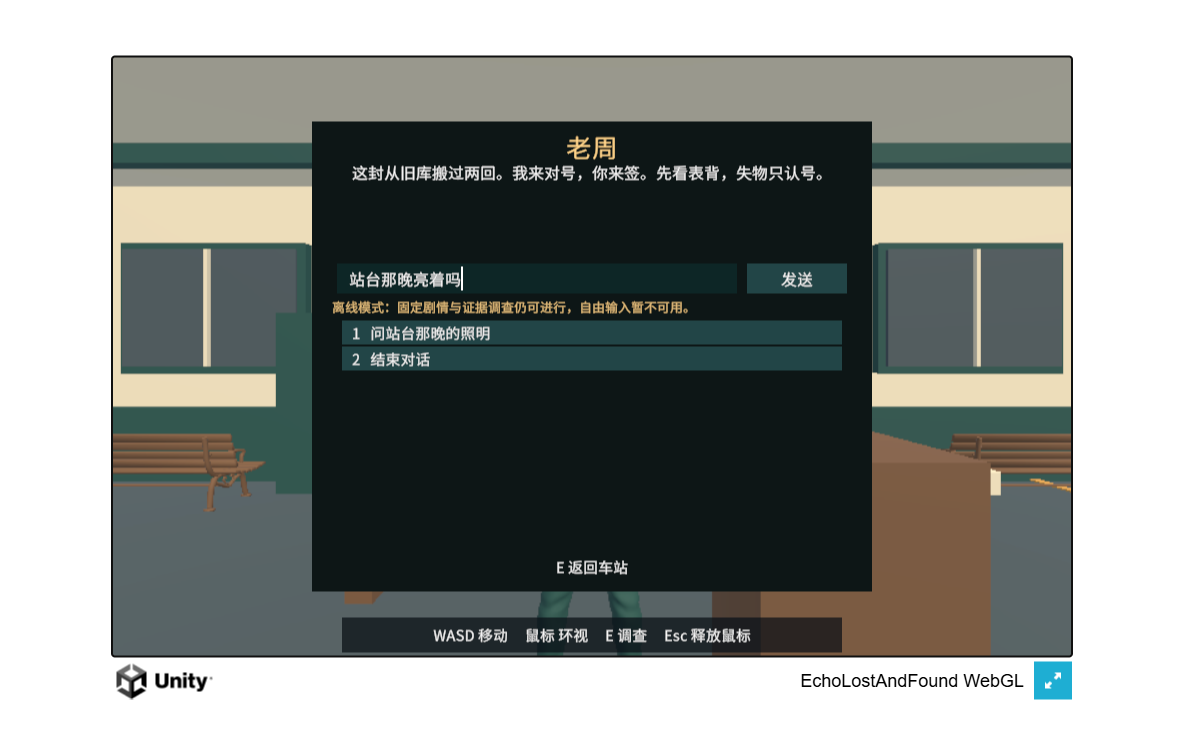 老周
这封从旧库搬过两回。我来对号，你来签。先看表背，失物只认号。
站台那晚亮着吗
发送
离线模式：固定剧情与证据调查仍可进行，自由输入暂不可用。
1 问站台那晚的照明
2 结束对话
E 返回车站
WASD 移动 鼠标 环视 E 调查 Esc 释放鼠标
Unity
EchoLostAndFound WebGL